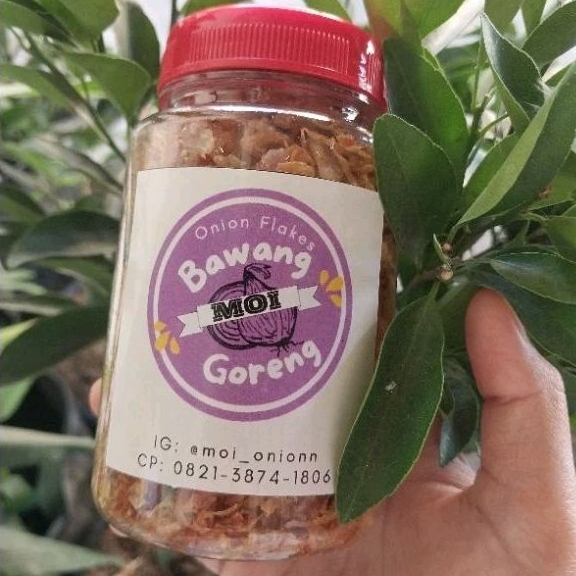 Onion Flakes
Bawang
MOI
Goreng
IG: @moi_onionn
CP: 0821-3874-1806